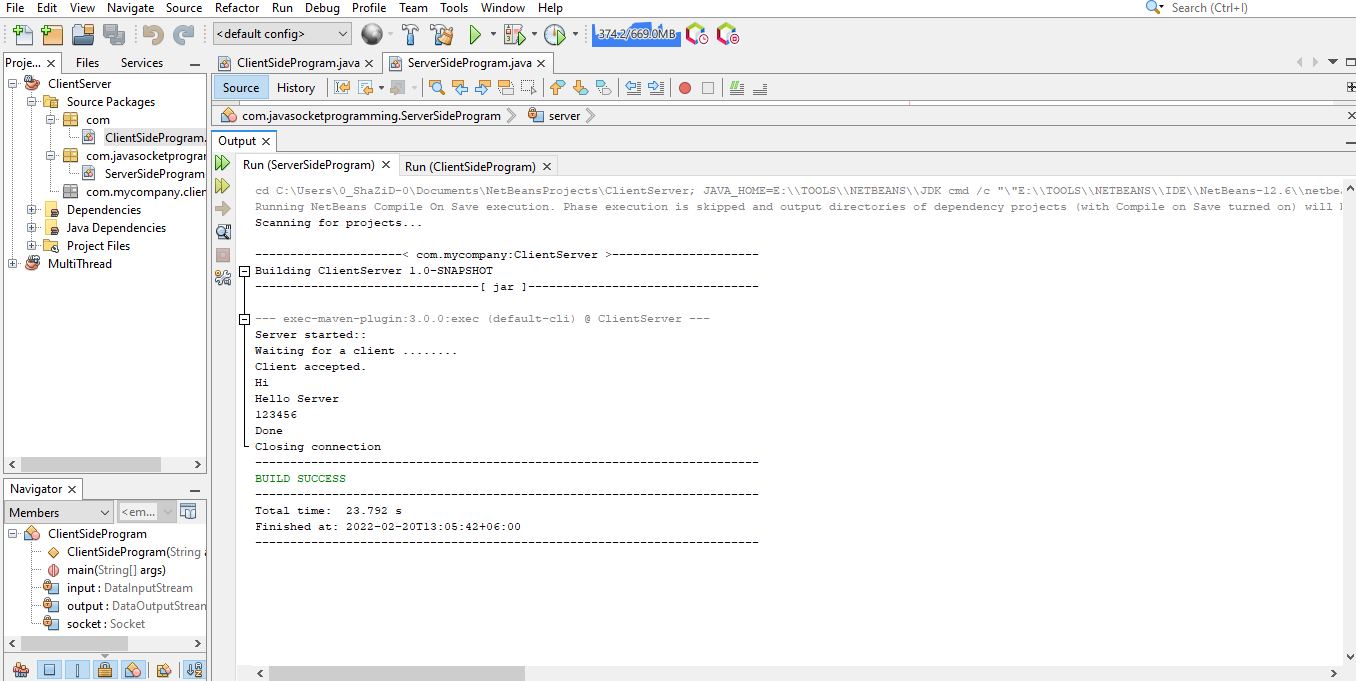 File Edit View Navigate Source Refactor Run Debug Profile Team Tools Window Help Search (Ctrl+I)
<default config> 374.2/669.0MB
Proje... Files Services
ClientServer
Source Packages
com
ClientSideProgram.
com.javasocketprogra
ServerSideProgram
com.mycompany.clien
Dependencies
Java Dependencies
Project Files
MultiThread
Navigator
Members <em...
ClientSideProgram
ClientSideProgram(String a
main(String[] args)
input : DataInputStream
output : DataOutputStream
socket : Socket
ClientSideProgram.java ServerSideProgram.java
Source History
com.javasocketprogramming.ServerSideProgram server
Output
Run (ServerSideProgram) Run (ClientSideProgram)
cd C:\Users\0_ShaZiD-0\Documents\NetBeansProjects\ClientServer; JAVA_HOME=E:\\TOOLS\\NETBEANS\\JDK cmd /c "\"E:\\TOOLS\\NETBEANS\\IDE\\NetBeans-12.6\\netbea
Running NetBeans Compile On Save execution. Phase execution is skipped and output directories of dependency projects (with Compile on Save turned on) will
Scanning for projects...
---------------------< com.mycompany:ClientServer >---------------------
Building ClientServer 1.0-SNAPSHOT
--------------------------------[ jar ]---------------------------------
--- exec-maven-plugin:3.0.0:exec (default-cli) @ ClientServer ---
Server started::
Waiting for a client ........
Client accepted.
Hi
Hello Server
123456
Done
Closing connection
------------------------------------------------------------------------
BUILD SUCCESS
------------------------------------------------------------------------
Total time:  23.792 s
Finished at: 2022-02-20T13:05:42+06:00
------------------------------------------------------------------------